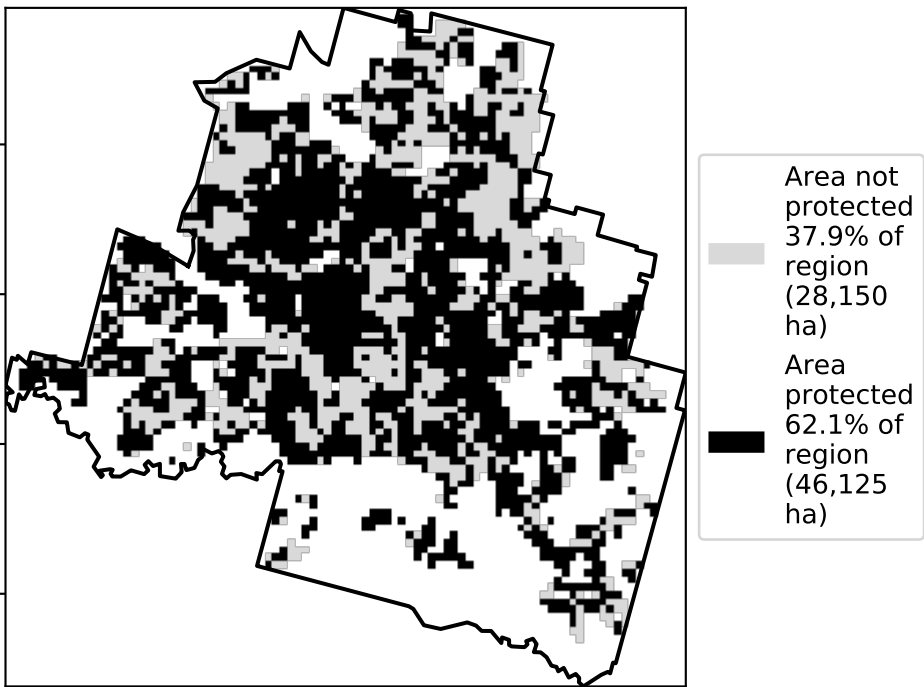 Area not
protected
37.9% of
region
(28,150
ha)
Area
protected
62.1% of
region
(46,125
ha)